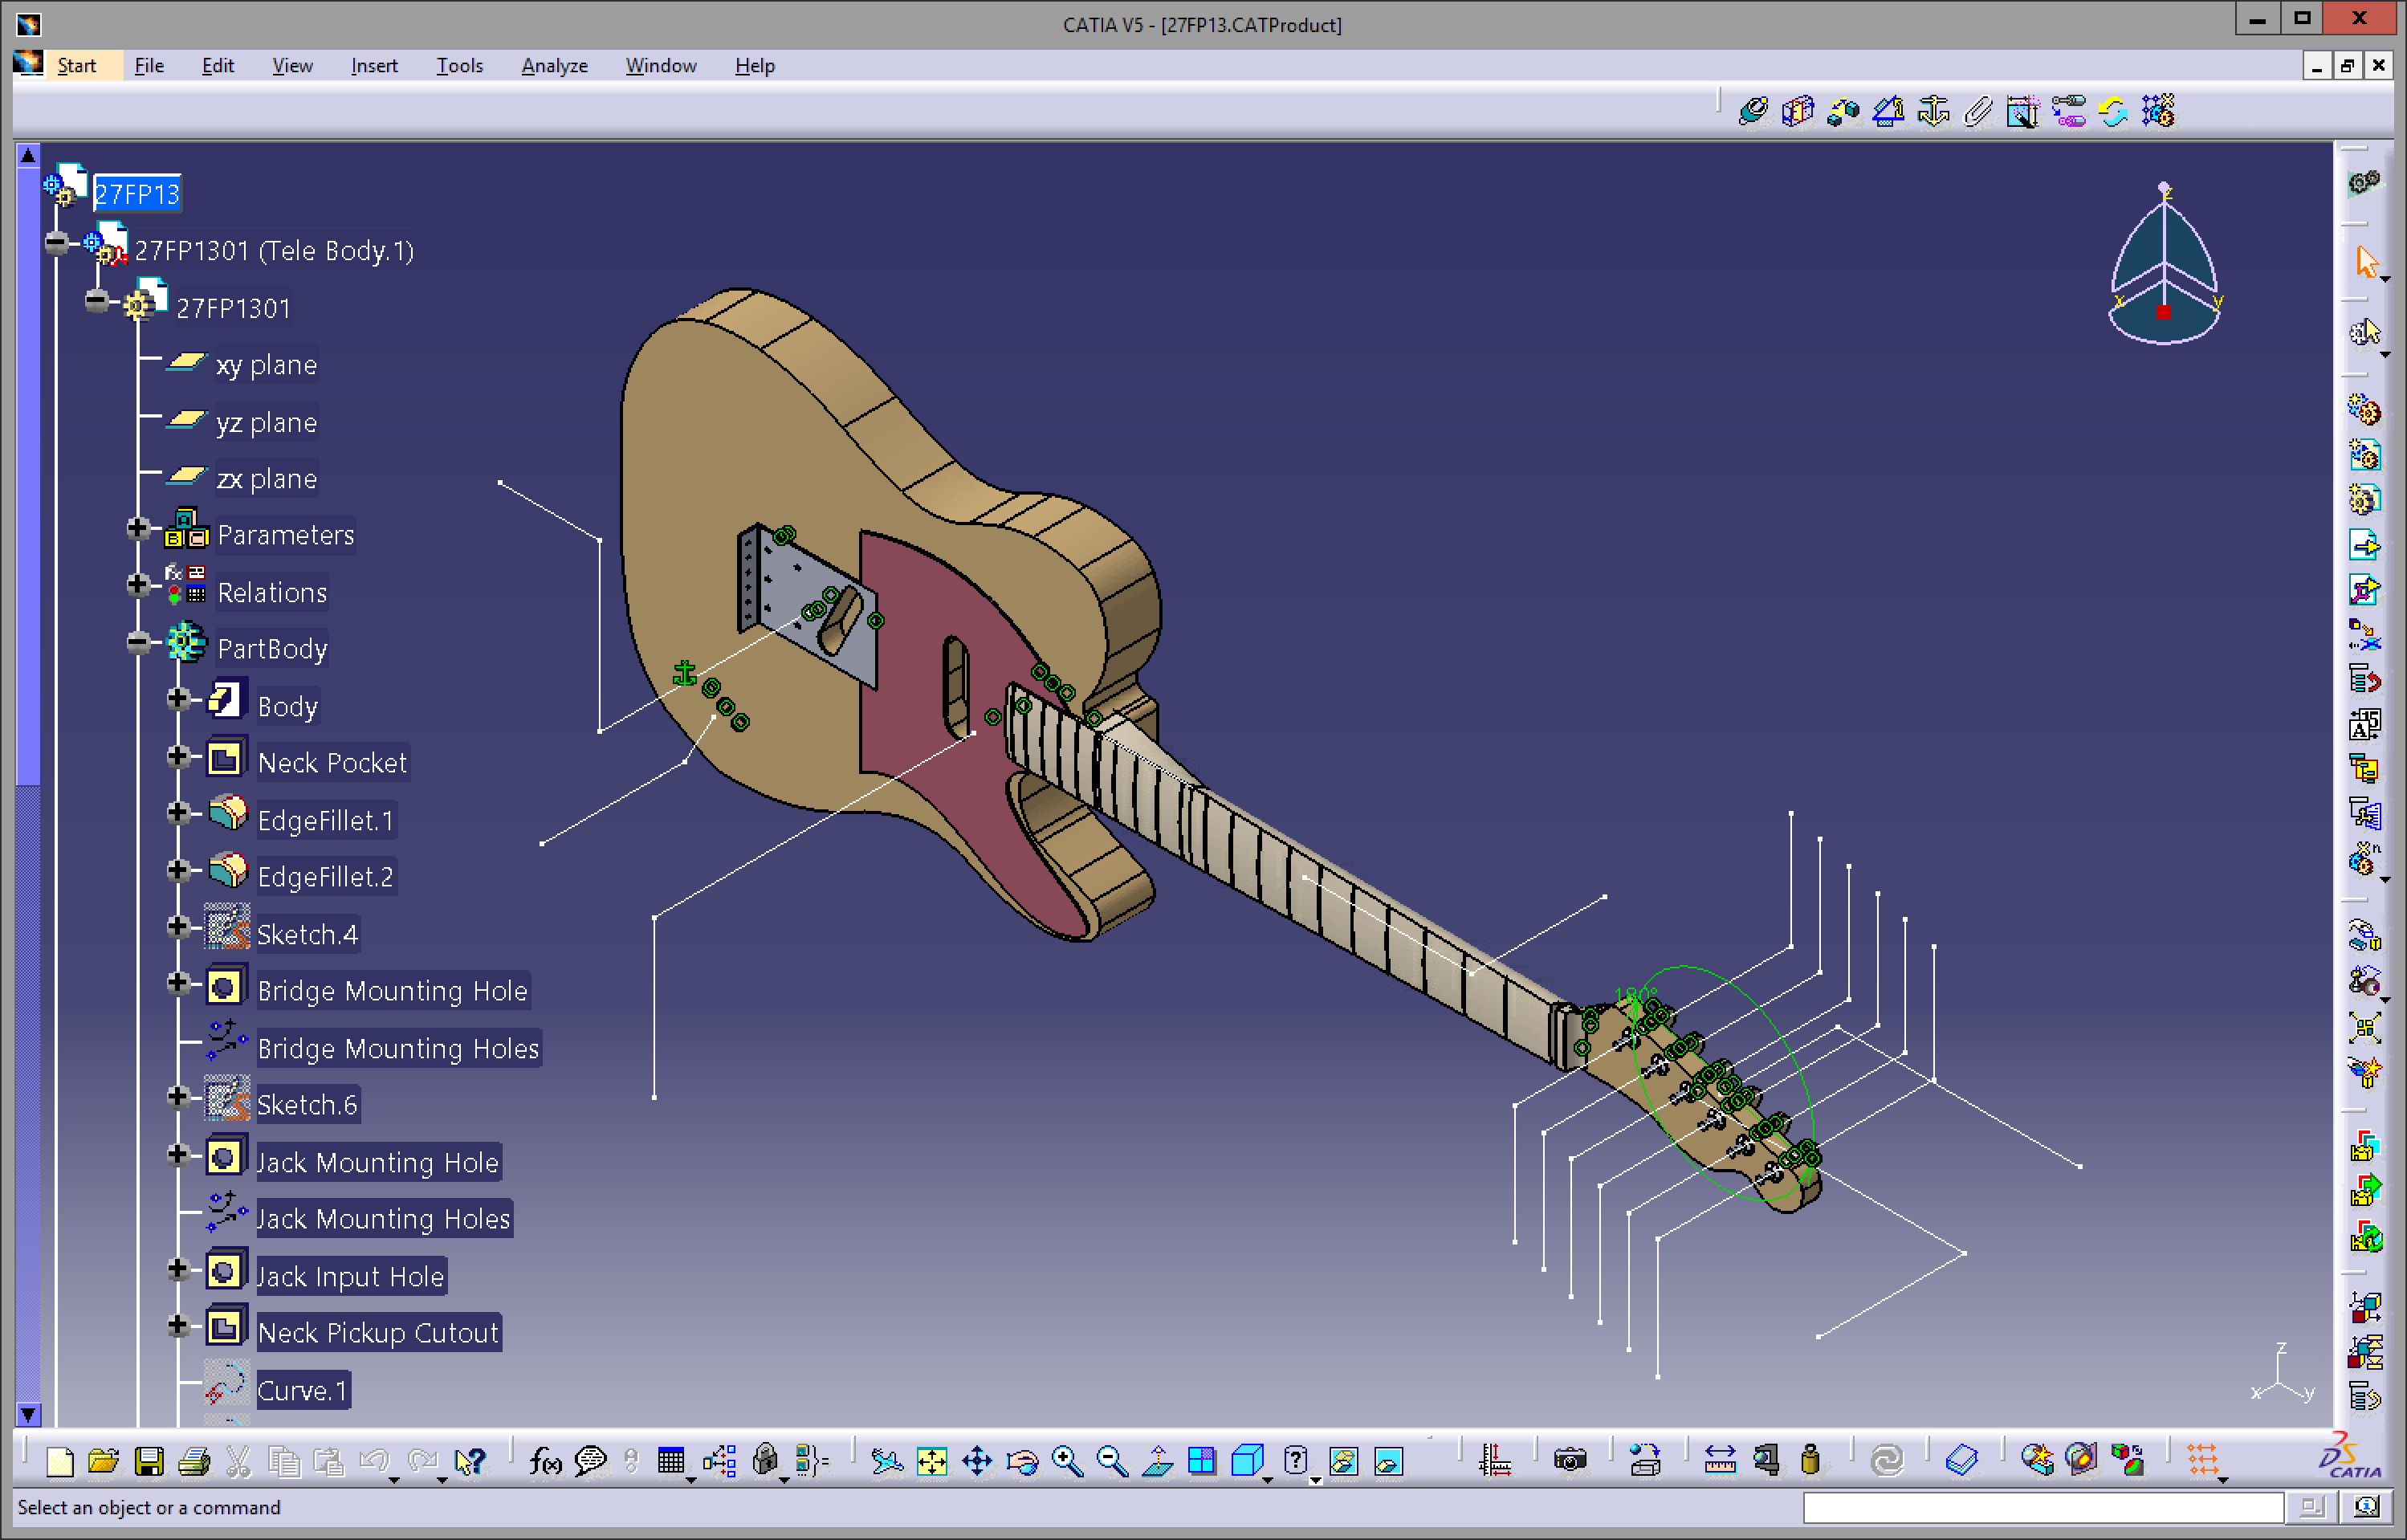 CATIA V5 - [27FP13.CATProduct]
Start File Edit View Insert Tools Analyze Window Help
27FP13
27FP1301 (Tele Body.1)
27FP1301
xy plane
yz plane
zx plane
Parameters
Relations
PartBody
Body
Neck Pocket
EdgeFillet.1
EdgeFillet.2
Sketch.4
Bridge Mounting Hole
Bridge Mounting Holes
Sketch.6
Jack Mounting Hole
Jack Mounting Holes
Jack Input Hole
Neck Pickup Cutout
Curve.1
z
x y
180°
z
x y
f(x)
CATIA
Select an object or a command